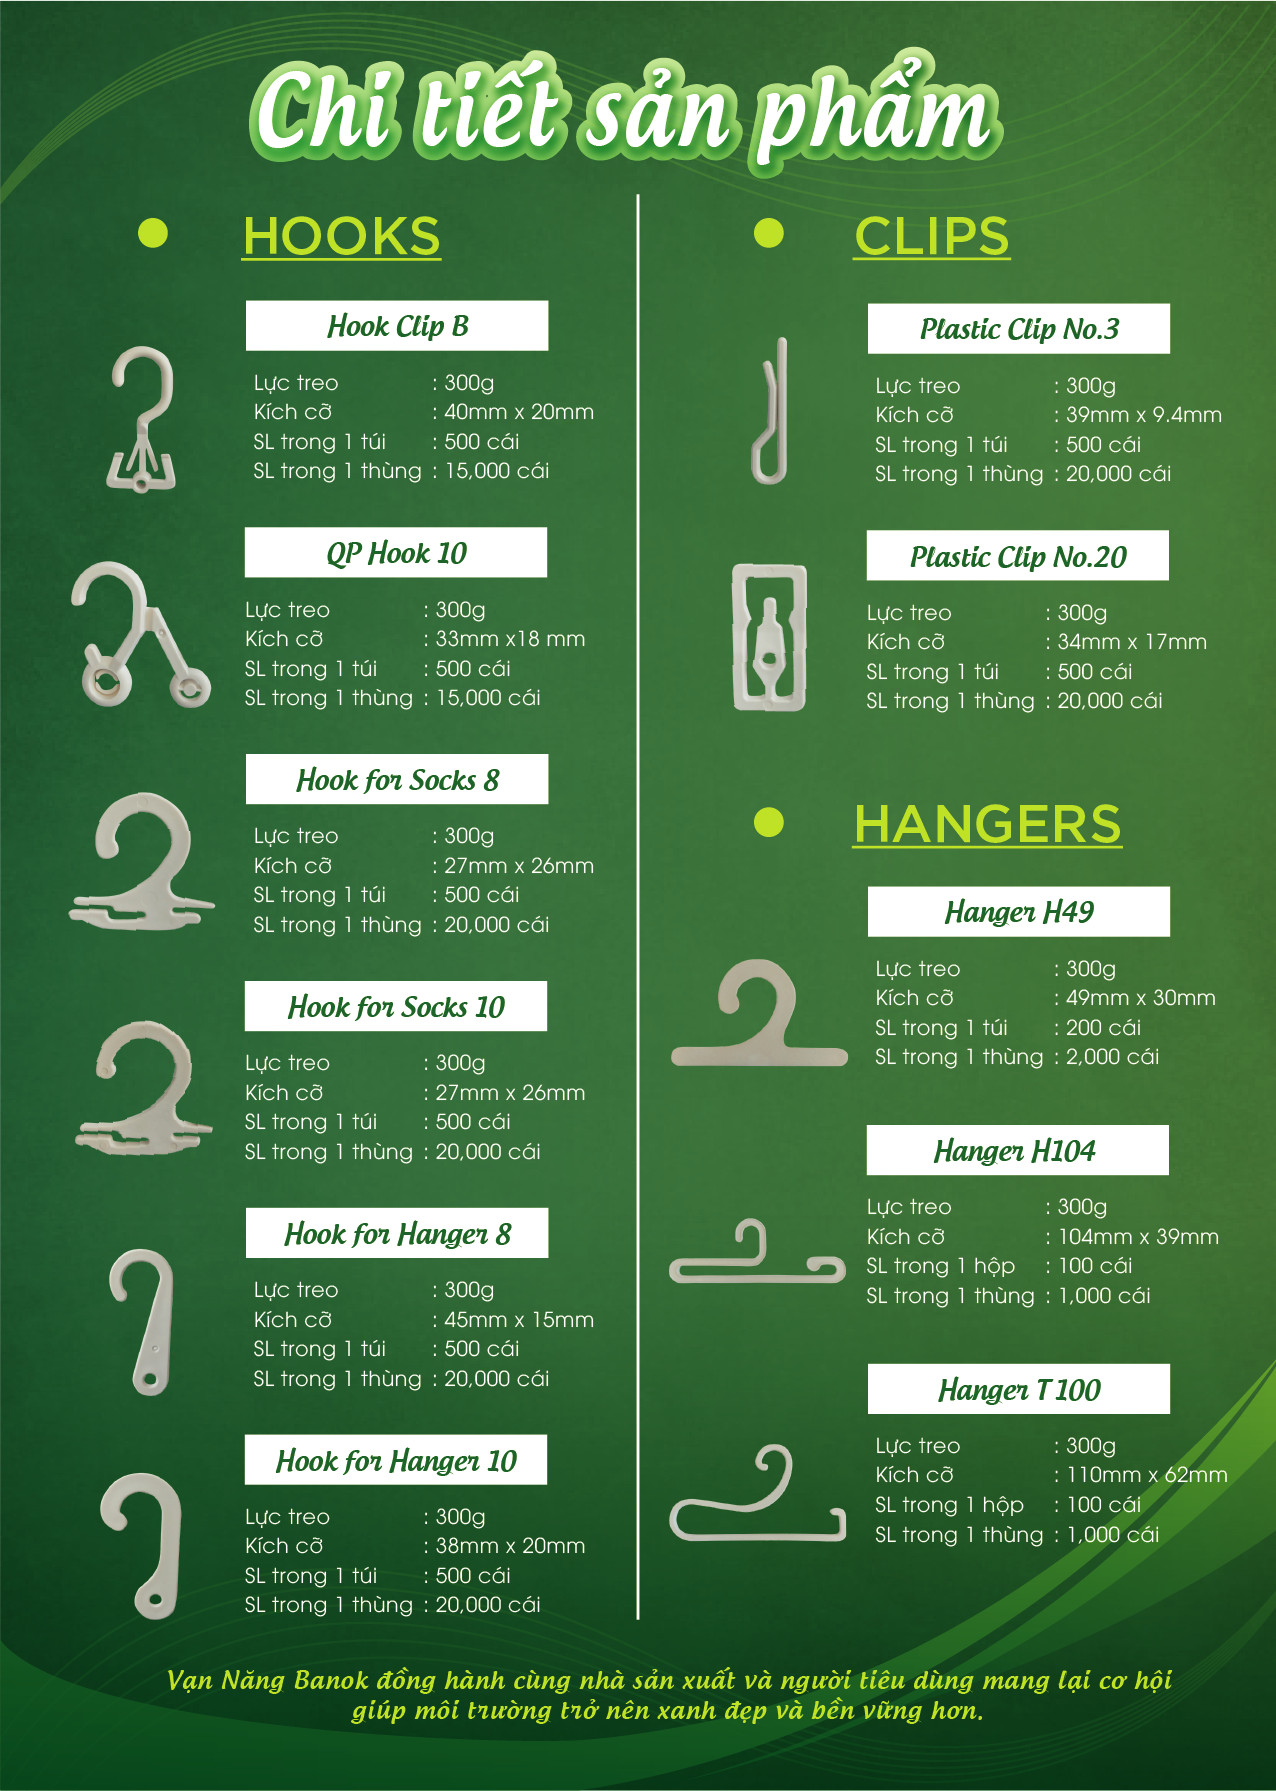 Chi tiết sản phẩm
HOOKS
Hook Clip B
Lực treo : 300g
Kích cỡ : 40mm x 20mm
SL trong 1 túi : 500 cái
SL trong 1 thùng : 15,000 cái
QP Hook 10
Lực treo : 300g
Kích cỡ : 33mm x18 mm
SL trong 1 túi : 500 cái
SL trong 1 thùng : 15,000 cái
Hook for Socks 8
Lực treo : 300g
Kích cỡ : 27mm x 26mm
SL trong 1 túi : 500 cái
SL trong 1 thùng : 20,000 cái
Hook for Socks 10
Lực treo : 300g
Kích cỡ : 27mm x 26mm
SL trong 1 túi : 500 cái
SL trong 1 thùng : 20,000 cái
Hook for Hanger 8
Lực treo : 300g
Kích cỡ : 45mm x 15mm
SL trong 1 túi : 500 cái
SL trong 1 thùng : 20,000 cái
Hook for Hanger 10
Lực treo : 300g
Kích cỡ : 38mm x 20mm
SL trong 1 túi : 500 cái
SL trong 1 thùng : 20,000 cái
CLIPS
Plastic Clip No.3
Lực treo : 300g
Kích cỡ : 39mm x 9.4mm
SL trong 1 túi : 500 cái
SL trong 1 thùng : 20,000 cái
Plastic Clip No.20
Lực treo : 300g
Kích cỡ : 34mm x 17mm
SL trong 1 túi : 500 cái
SL trong 1 thùng : 20,000 cái
HANGERS
Hanger H49
Lực treo : 300g
Kích cỡ : 49mm x 30mm
SL trong 1 túi : 200 cái
SL trong 1 thùng : 2,000 cái
Hanger H104
Lực treo : 300g
Kích cỡ : 104mm x 39mm
SL trong 1 hộp : 100 cái
SL trong 1 thùng : 1,000 cái
Hanger T100
Lực treo : 300g
Kích cỡ : 110mm x 62mm
SL trong 1 hộp : 100 cái
SL trong 1 thùng : 1,000 cái
Vạn Năng Banok đồng hành cùng nhà sản xuất và người tiêu dùng mang lại cơ hội
giúp môi trường trở nên xanh đẹp và bền vững hơn.